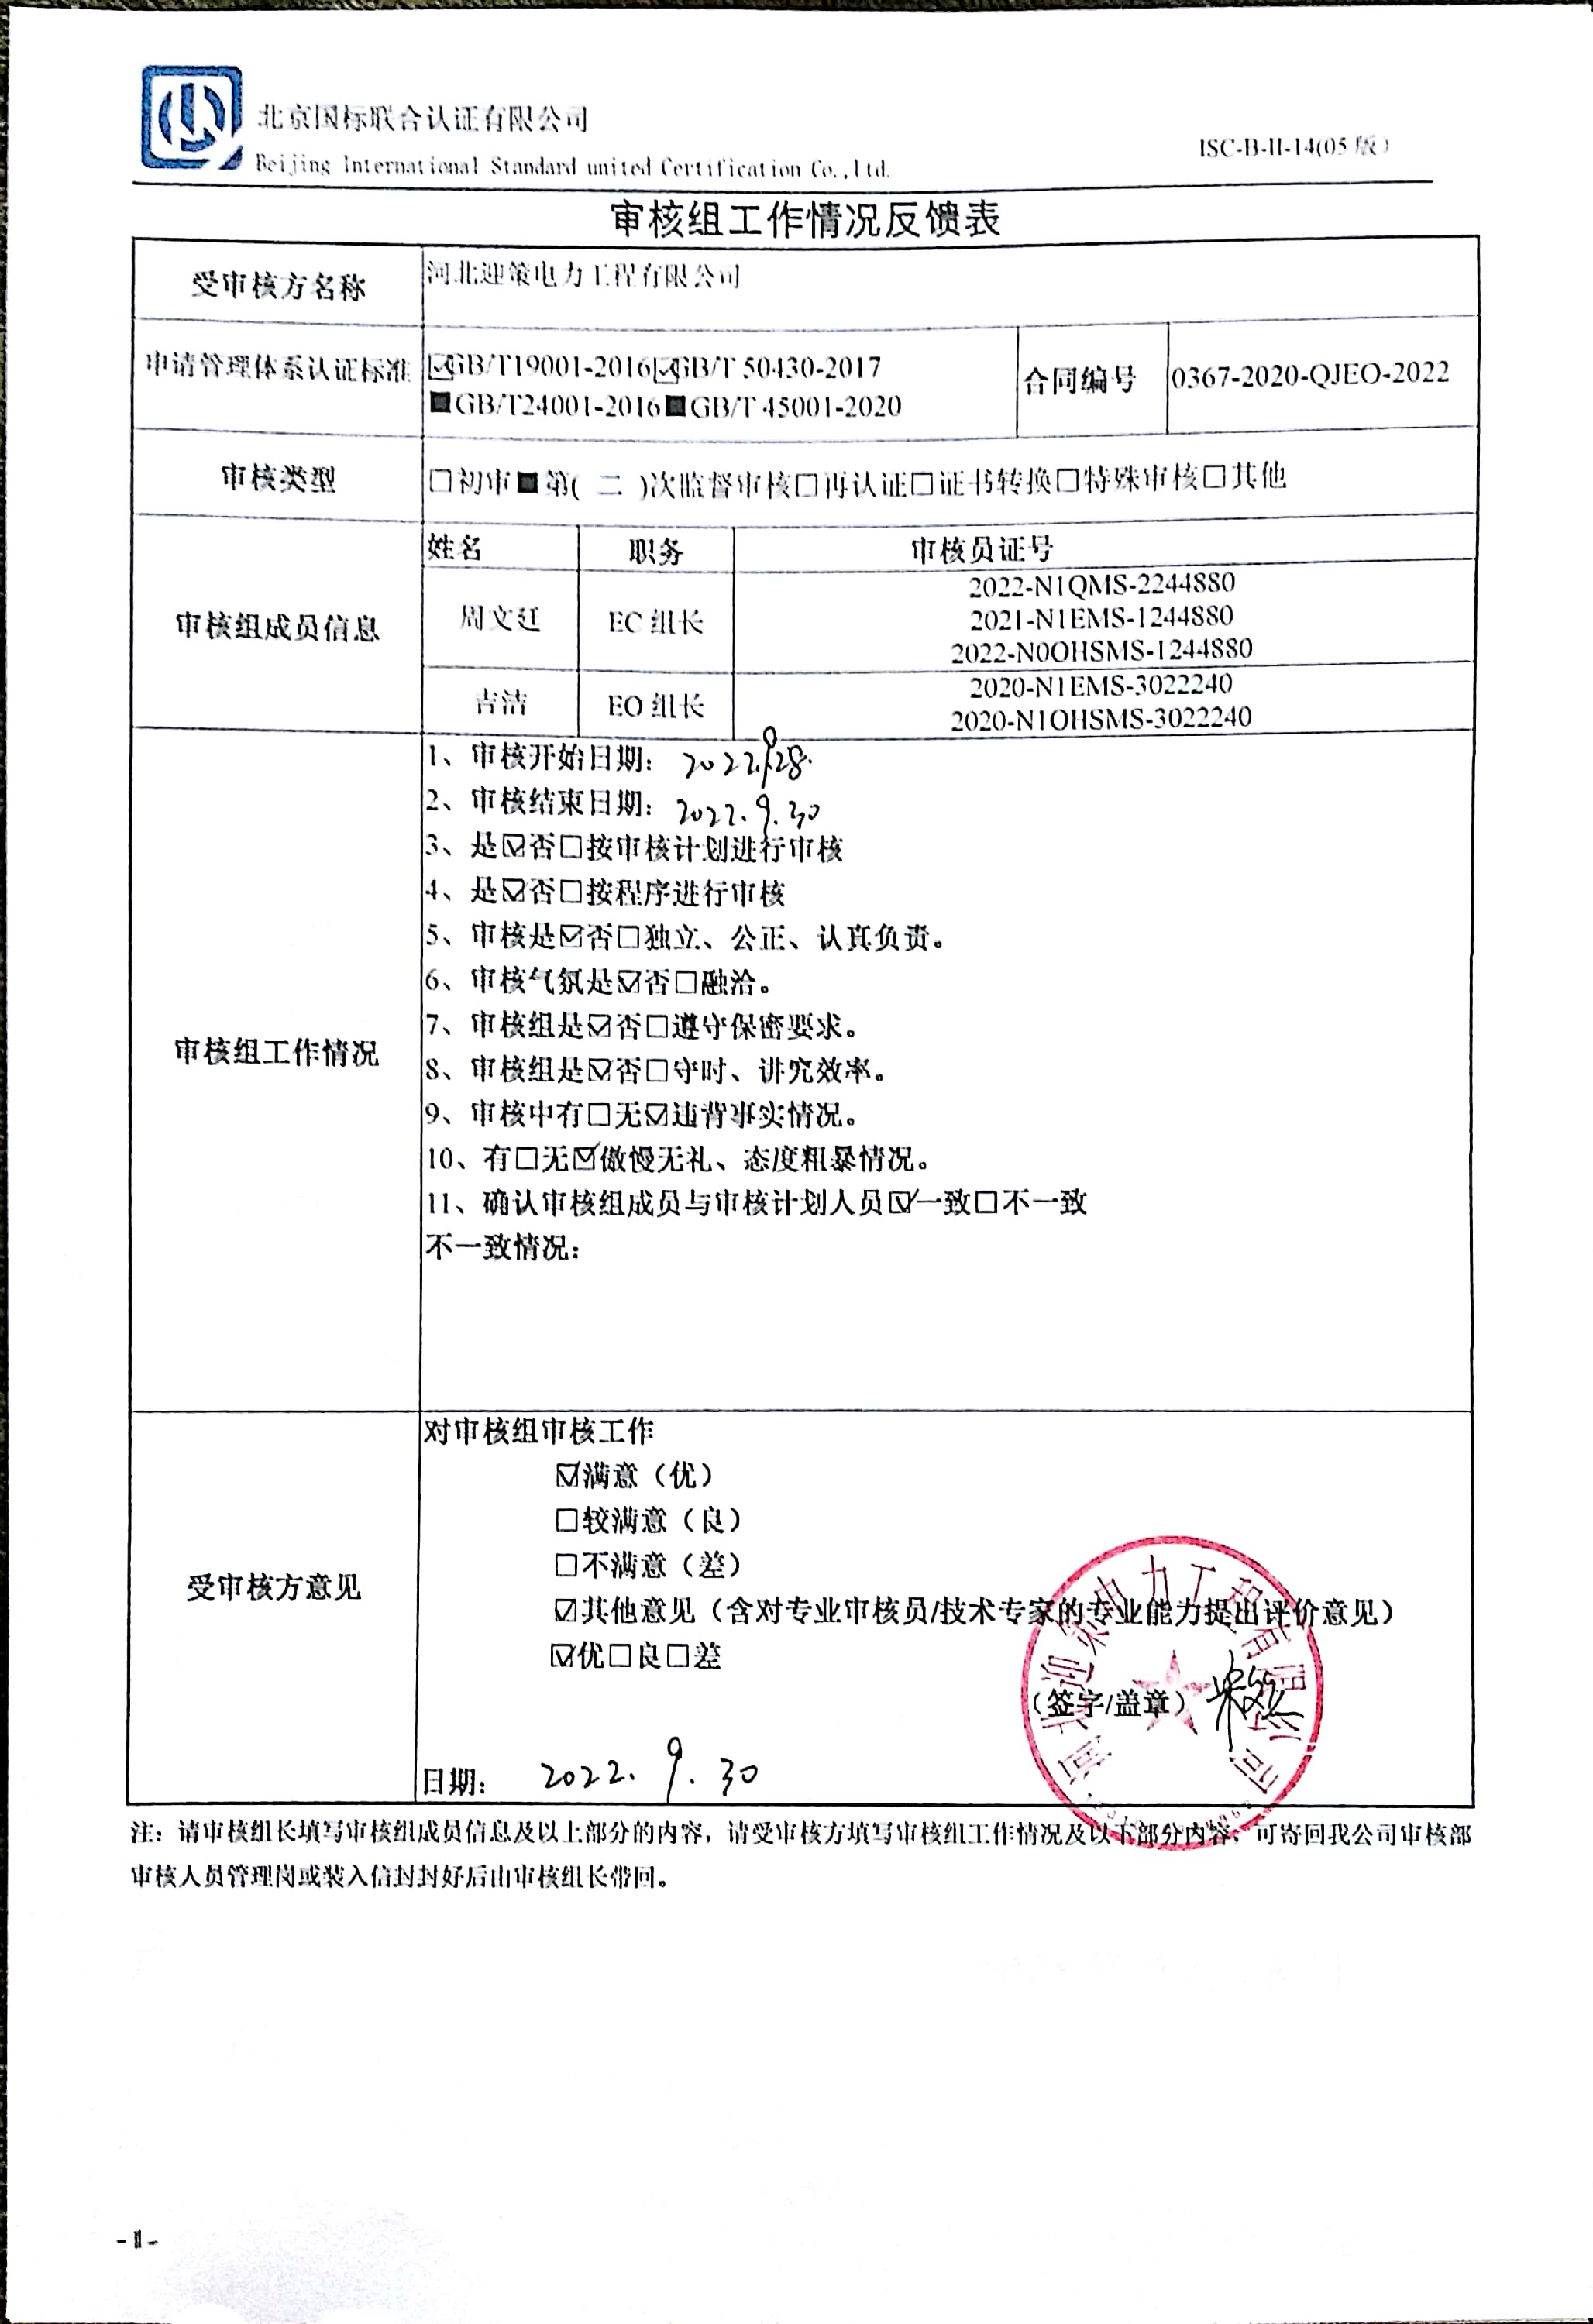 北京国标联合认证有限公司
Beijing International Standard united Certification Co.,Ltd.
ISC-B-II-14(05版)
审核组工作情况反馈表
受审核方名称
河北迎策电力工程有限公司
申请管理体系认证标准
☑GB/T19001-2016☑GB/T 50430-2017
■GB/T24001-2016■GB/T 45001-2020
合同编号
0367-2020-QJEO-2022
审核类型
□初审■第( 二 )次监督审核□再认证□证书转换□特殊审核□其他
审核组成员信息
姓名 职务 审核员证号
周文廷 EC 组长
2022-N1QMS-2244880
2021-N1EMS-1244880
2022-N0OHSMS-1244880
吉洁 EO 组长
2020-N1EMS-3022240
2020-N1OHSMS-3022240
审核组工作情况
1、审核开始日期： 2022.9.28.
2、审核结束日期： 2022.9.30
3、是☑否□按审核计划进行审核
4、是☑否□按程序进行审核
5、审核是☑否□独立、公正、认真负责。
6、审核气氛是☑否□融洽。
7、审核组是☑否□遵守保密要求。
8、审核组是☑否□守时、讲究效率。
9、审核中有□无☑违背事实情况。
10、有□无☑傲慢无礼、态度粗暴情况。
11、确认审核组成员与审核计划人员☑一致□不一致
不一致情况：
受审核方意见
对审核组审核工作
☑满意（优）
□较满意（良）
□不满意（差）
☑其他意见（含对专业审核员/技术专家的专业能力提出评价意见）
☑优□良□差
（签字/盖章）
河北迎策电力工程有限公司
日期： 2022. 9. 30
注：请审核组长填写审核组成员信息及以上部分的内容，请受审核方填写审核组工作情况及以下部分内容，可寄回我公司审核部
审核人员管理岗或装入信封封好后由审核组长带回。
-1-